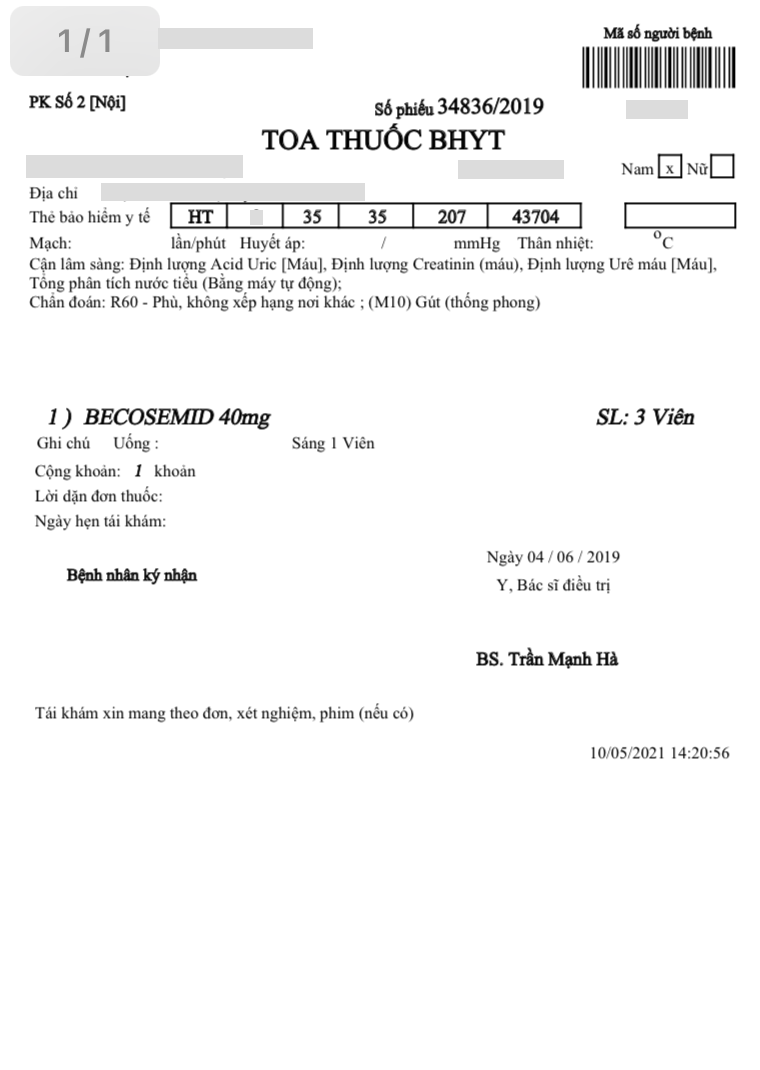 1/1
Mã số người bệnh
PK Số 2 [Nội]
Số phiếu 34836/2019
TOA THUỐC BHYT
Nam x Nữ
Địa chỉ
Thẻ bảo hiểm y tế HT 35 35 207 43704
Mạch: lần/phút Huyết áp: / mmHg Thân nhiệt: °C
Cận lâm sàng: Định lượng Acid Uric [Máu], Định lượng Creatinin (máu), Định lượng Urê máu [Máu],
Tổng phân tích nước tiểu (Bằng máy tự động);
Chẩn đoán: R60 - Phù, không xếp hạng nơi khác ; (M10) Gút (thống phong)
1 ) BECOSEMID 40mg SL: 3 Viên
Ghi chú Uống : Sáng 1 Viên
Cộng khoản: 1 khoản
Lời dặn đơn thuốc:
Ngày hẹn tái khám:
Ngày 04 / 06 / 2019
Bệnh nhân ký nhận
Y, Bác sĩ điều trị
BS. Trần Mạnh Hà
Tái khám xin mang theo đơn, xét nghiệm, phim (nếu có)
10/05/2021 14:20:56